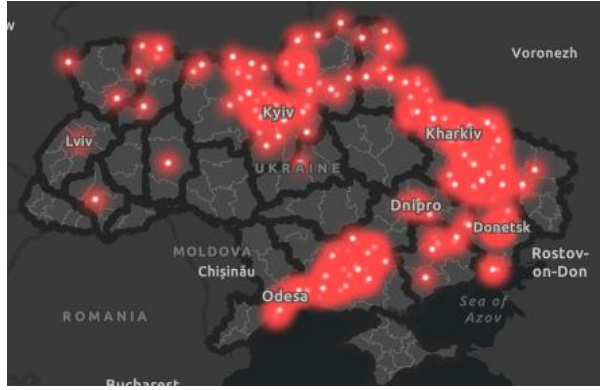 Voronezh
Kyiv
Kharkiv
Lviv
UKRAINE
Dnipro
Donetsk
MOLDOVA
Chișinău
Rostov-
on-Don
Odesa
Sea of
Azov
ROMANIA
Bucharest